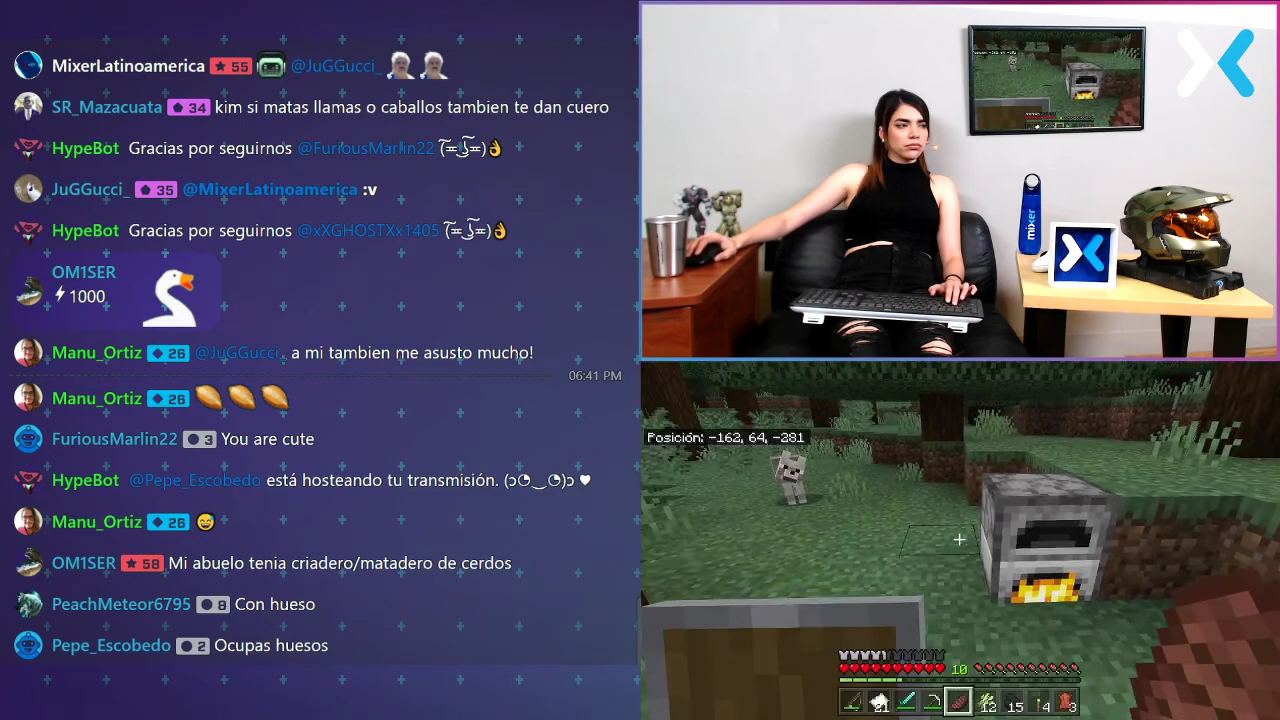 MixerLatinoamerica 55 @JuGGucci_
SR_Mazacuata 34 kim si matas llamas o caballos tambien te dan cuero
HypeBot Gracias por seguirnos @FuriousMarlin22
JuGGucci_ 35 @MixerLatinoamerica :v
HypeBot Gracias por seguirnos @xXGHOSTXx1405
OM1SER
1000
Manu_Ortiz 26 @JuGGucci_ a mi tambien me asusto mucho!
06:41 PM
Manu_Ortiz 26
FuriousMarlin22 3 You are cute
HypeBot @Pepe_Escobedo está hosteando tu transmisión. (ɔ◔‿◔)ɔ ♥
Manu_Ortiz 26
OM1SER 58 Mi abuelo tenia criadero/matadero de cerdos
PeachMeteor6795 8 Con hueso
Pepe_Escobedo 2 Ocupas huesos
mixer
Posición: -162, 64, -281
10
21 12 15 4 3